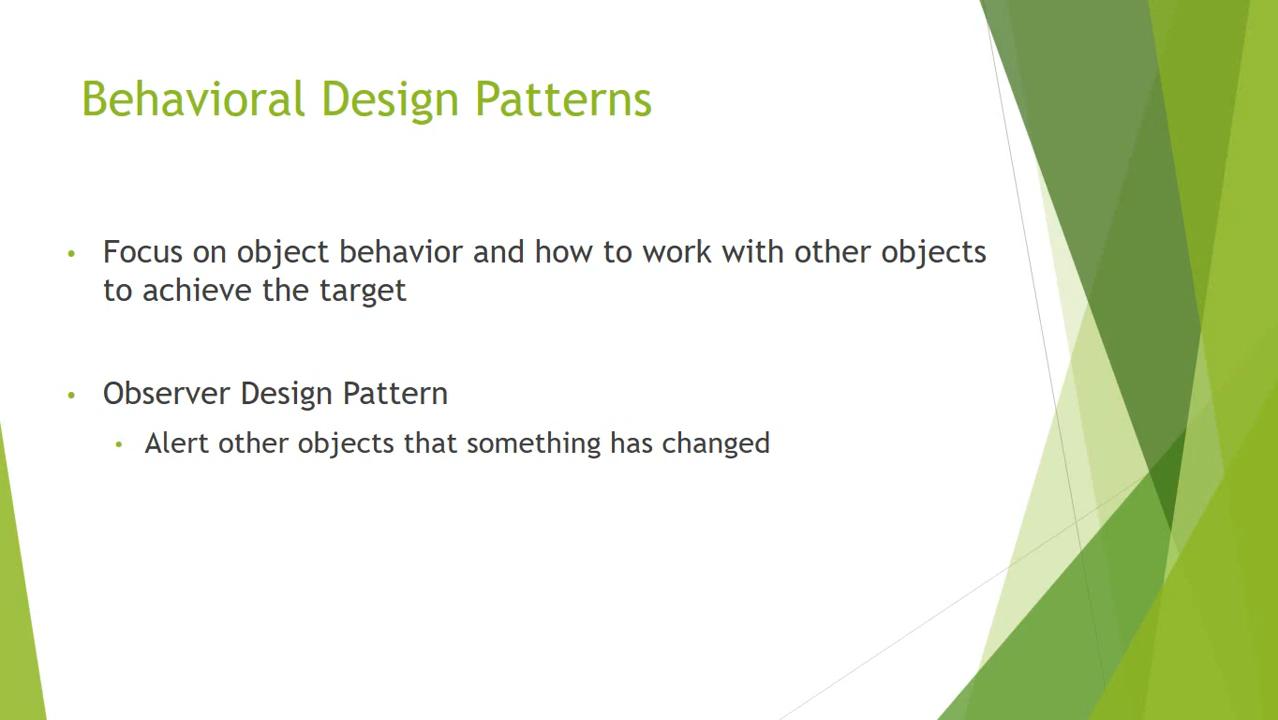 Behavioral Design Patterns
• Focus on object behavior and how to work with other objects
to achieve the target
• Observer Design Pattern
• Alert other objects that something has changed